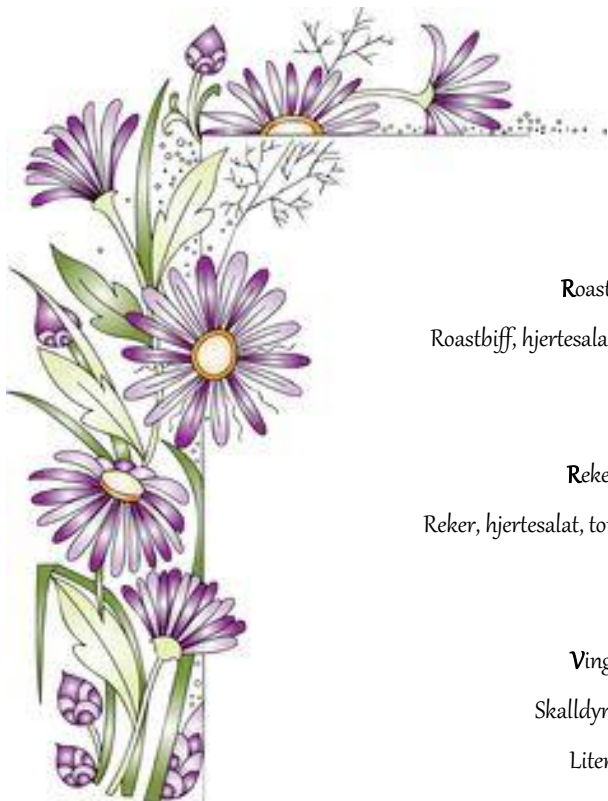 Roast
Roastbiff, hjertesala
Reke
Reker, hjertesalat, to
Ving
Skalldyr
Liter